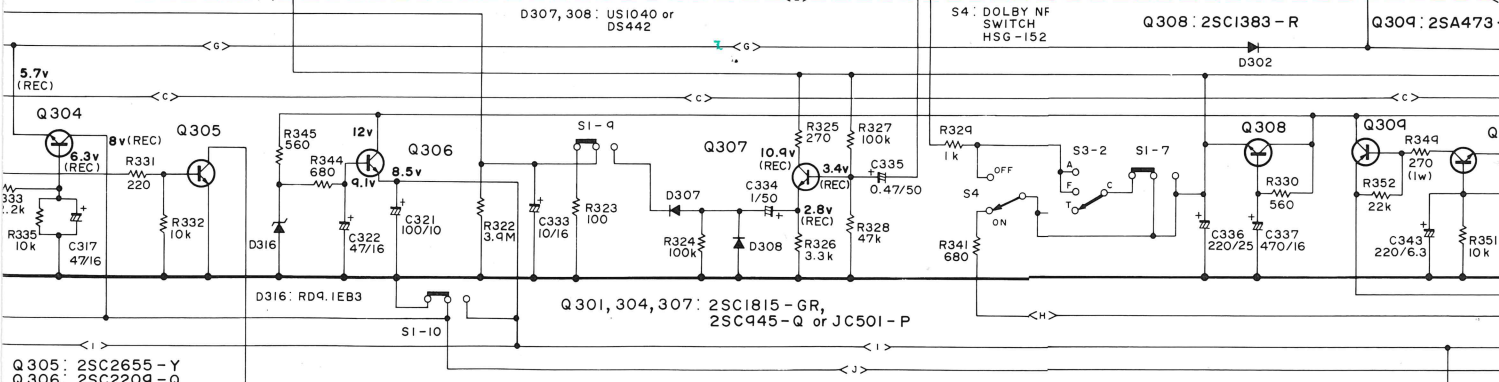 D307, 308: US1040 or
DS442
S4: DOLBY NF
SWITCH
HSG-152
Q308: 2SC1383-R
Q309: 2SA473-
<G>
<G>
D302
5.7v
(REC)
<C>
<C>
<C>
Q304
8v(REC)
6.3v
(REC)
Q305
R331
220
R332
10k
333
.2k
R335
10k
C317
47/16
R345
560
R344
680
12v
Q306
8.5v
9.1v
D316
C322
47/16
C321
100/10
R322
3.9M
C333
10/16
R323
100
S1-9
D307
R324
100k
D308
C334
1/50
Q307
10.9v
(REC)
R325
270
R327
100k
3.4v
(REC)
C335
0.47/50
2.8v
(REC)
R326
3.3k
R328
47k
R329
1k
OFF
S4
ON
R341
680
S3-2
A
F
T
C
S1-7
C336
220/25
Q308
R330
560
C337
470/16
Q309
R349
270
(1w)
R352
22k
Q
C343
220/6.3
R351
10k
D316: RD9.1EB3
S1-10
Q301, 304, 307: 2SC1815-GR,
2SC945-Q or JC501-P
<H>
<I>
<I>
<J>
Q305: 2SC2655-Y
Q306: 2SC2209-Q